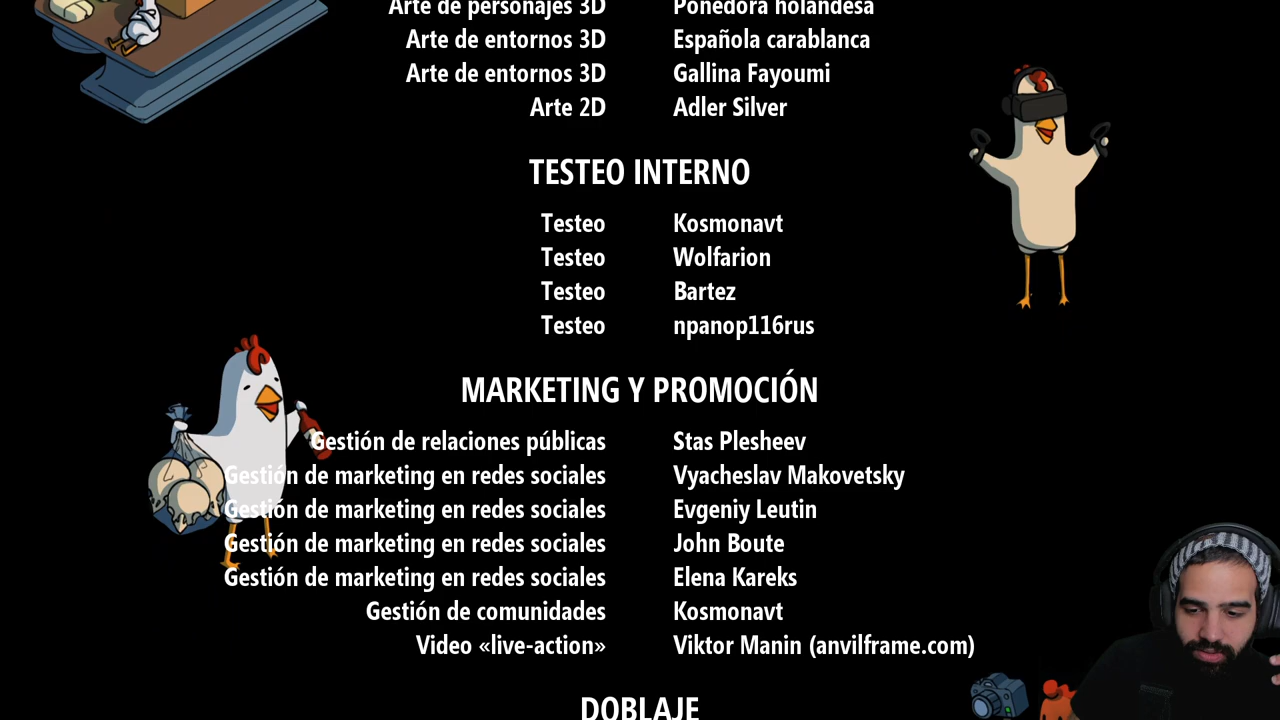 Arte de personajes 3D Ponedora holandesa
Arte de entornos 3D Española carablanca
Arte de entornos 3D Gallina Fayoumi
Arte 2D Adler Silver
TESTEO INTERNO
Testeo Kosmonavt
Testeo Wolfarion
Testeo Bartez
Testeo npanop116rus
MARKETING Y PROMOCIÓN
Gestión de relaciones públicas Stas Plesheev
Gestión de marketing en redes sociales Vyacheslav Makovetsky
Gestión de marketing en redes sociales Evgeniy Leutin
Gestión de marketing en redes sociales John Boute
Gestión de marketing en redes sociales Elena Kareks
Gestión de comunidades Kosmonavt
Video «live-action» Viktor Manin (anvilframe.com)
DOBLAJE